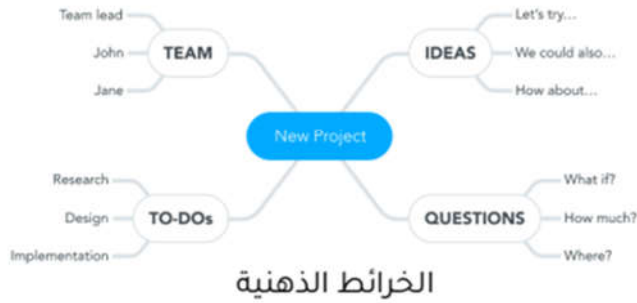 Team lead
John
Jane
TEAM
IDEAS
Let's try...
We could also...
How about...
New Project
Research
Design
Implementation
TO-DOs
QUESTIONS
What if?
How much?
Where?
الخرائط الذهنية